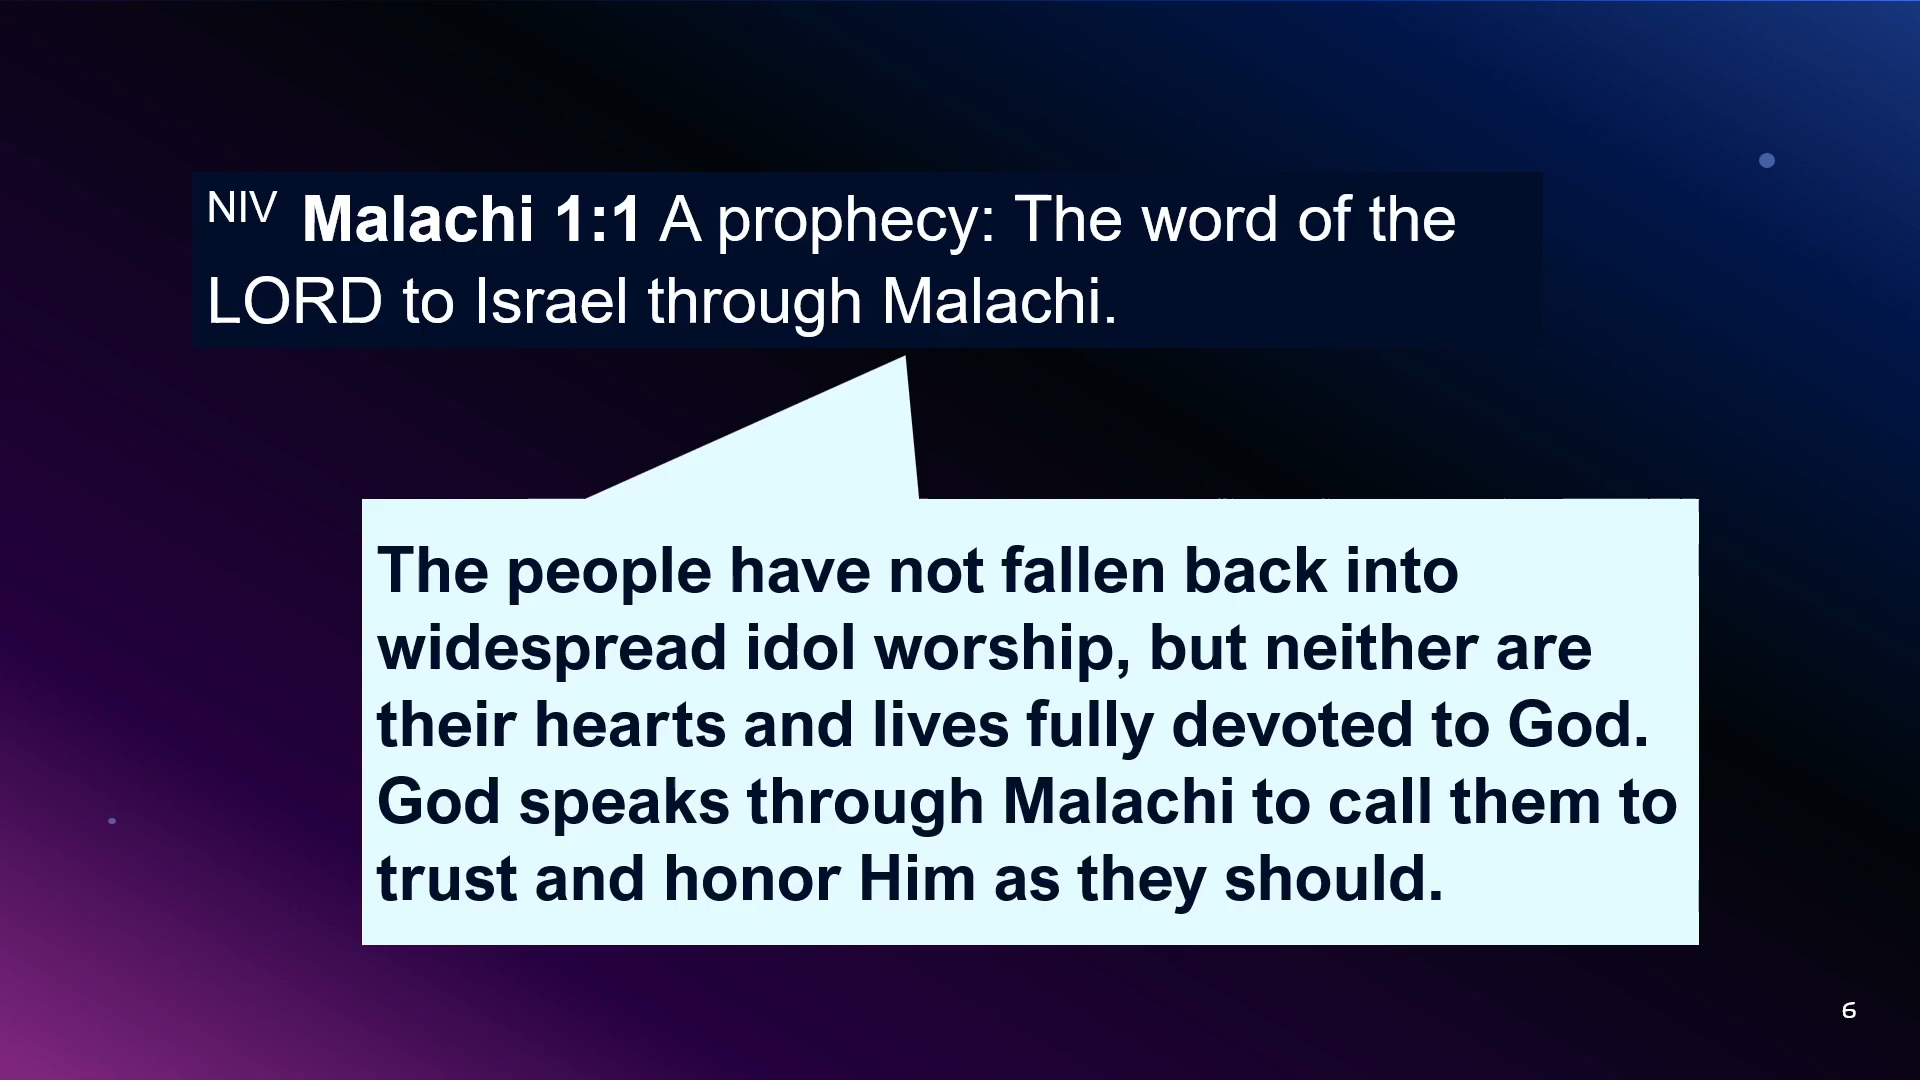 NIV Malachi 1:1 A prophecy: The word of the
LORD to Israel through Malachi.
The people have not fallen back into
widespread idol worship, but neither are
their hearts and lives fully devoted to God.
God speaks through Malachi to call them to
trust and honor Him as they should.
6